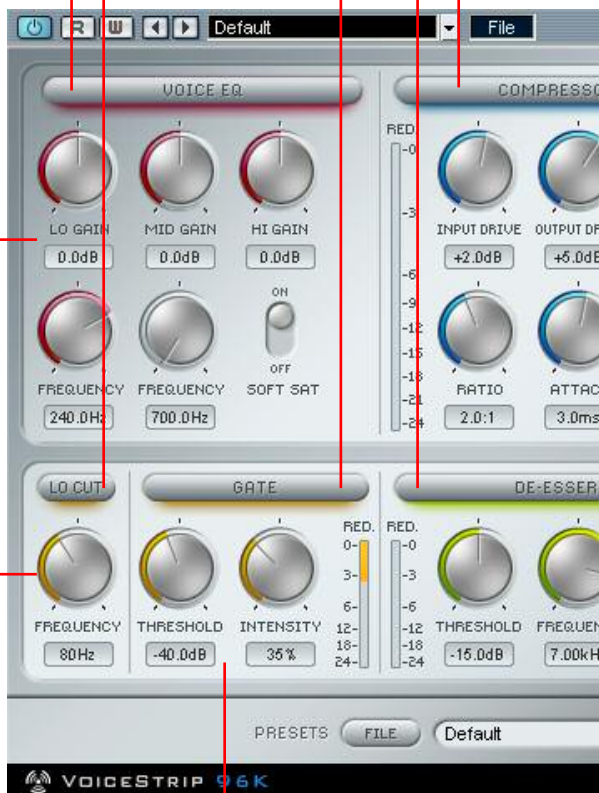 R W Default File
VOICE EQ COMPRESSO
RED.
-0
-3
-6
-9
-12
-15
-18
-21
-24
LO GAIN MID GAIN HI GAIN INPUT DRIVE OUTPUT DR
0.0dB 0.0dB 0.0dB +2.0dB +5.0dB
ON
OFF
FREQUENCY FREQUENCY SOFT SAT RATIO ATTAC
240.0Hz 700.0Hz 2.0:1 3.0ms
LO CUT GATE DE-ESSER
RED. RED.
0- -0
3- -3
6- -6
12- -12
18- -18
24- -24
FREQUENCY THRESHOLD INTENSITY THRESHOLD FREQUEN
80Hz -40.0dB 35% -15.0dB 7.00kH
PRESETS FILE Default
VOICESTRIP 96K